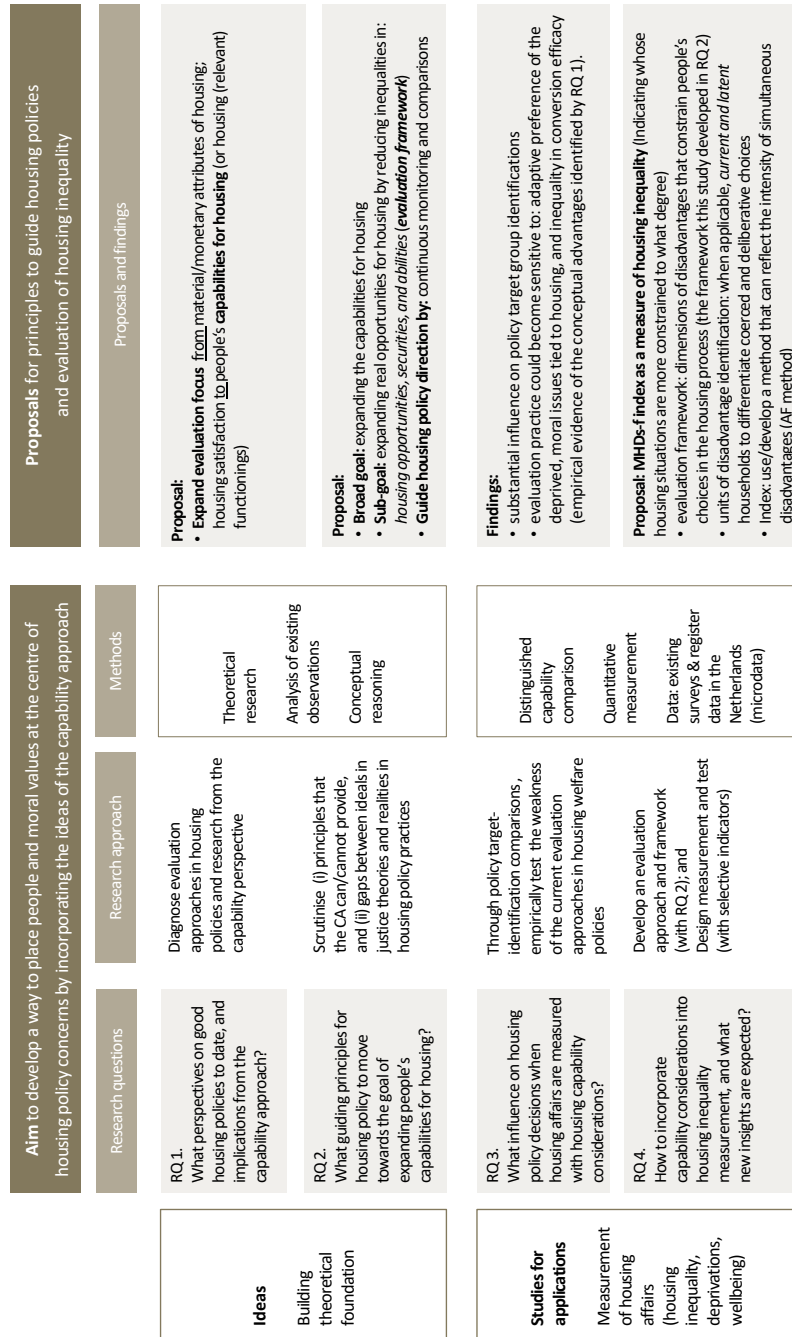 Aim to develop a way to place people and moral values at the centre of
housing policy concerns by incorporating the ideas of the capability approach
Proposals for principles to guide housing policies
and evaluation of housing inequality
Research questions
Research approach
Methods
Proposals and findings
Ideas
Building
theoretical
foundation
RQ 1.
What perspectives on good
housing policies to date, and
implications from the
capability approach?
Diagnose evaluation
approaches in housing
policies and research from the
capability perspective
Theoretical
research
Analysis of existing
observations
Conceptual
reasoning
Proposal:
• Expand evaluation focus from material/monetary attributes of housing;
housing satisfaction to people's capabilities for housing (or housing (relevant)
functionings)
RQ 2.
What guiding principles for
housing policy to move
towards the goal of
expanding people's
capabilities for housing?
Scrutinise (i) principles that
the CA can/cannot provide,
and (ii) gaps between ideals in
justice theories and realities in
housing policy practices
Proposal:
• Broad goal: expanding the capabilities for housing
• Sub-goal: expanding real opportunities for housing by reducing inequalities in:
housing opportunities, securities, and abilities (evaluation framework)
• Guide housing policy direction by: continuous monitoring and comparisons
Studies for
applications
Measurement
of housing
affairs
(housing
inequality,
deprivations,
wellbeing)
RQ 3.
What influence on housing
policy decisions when
housing affairs are measured
with housing capability
considerations?
Through policy target-
identification comparisons,
empirically test the weakness
of the current evaluation
approaches in housing welfare
policies
Distinguished
capability
comparison
Quantitative
measurement
Data: existing
surveys & register
data in the
Netherlands
(microdata)
Findings:
• substantial influence on policy target group identifications
• evaluation practice could become sensitive to: adaptive preference of the
deprived, moral issues tied to housing, and inequality in conversion efficacy
(empirical evidence of the conceptual advantages identified by RQ 1).
RQ 4.
How to incorporate
capability considerations into
housing inequality
measurement, and what
new insights are expected?
Develop an evaluation
approach and framework
(with RQ 2); and
Design measurement and test
(with selective indicators)
Proposal: MHDs-f index as a measure of housing inequality (Indicating whose
housing situations are more constrained to what degree)
• evaluation framework: dimensions of disadvantages that constrain people's
choices in the housing process (the framework this study developed in RQ 2)
• units of disadvantage identification: when applicable, current and latent
households to differentiate coerced and deliberative choices
• Index: use/develop a method that can reflect the intensity of simultaneous
disadvantages (AF method)